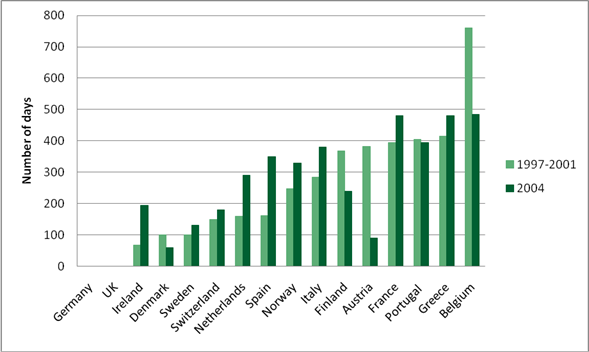 800
700
600
500
400
300
200
100
0
Number of days
Germany
UK
Ireland
Denmark
Sweden
Switzerland
Netherlands
Spain
Norway
Italy
Finland
Austria
France
Portugal
Greece
Belgium
1997-2001
2004